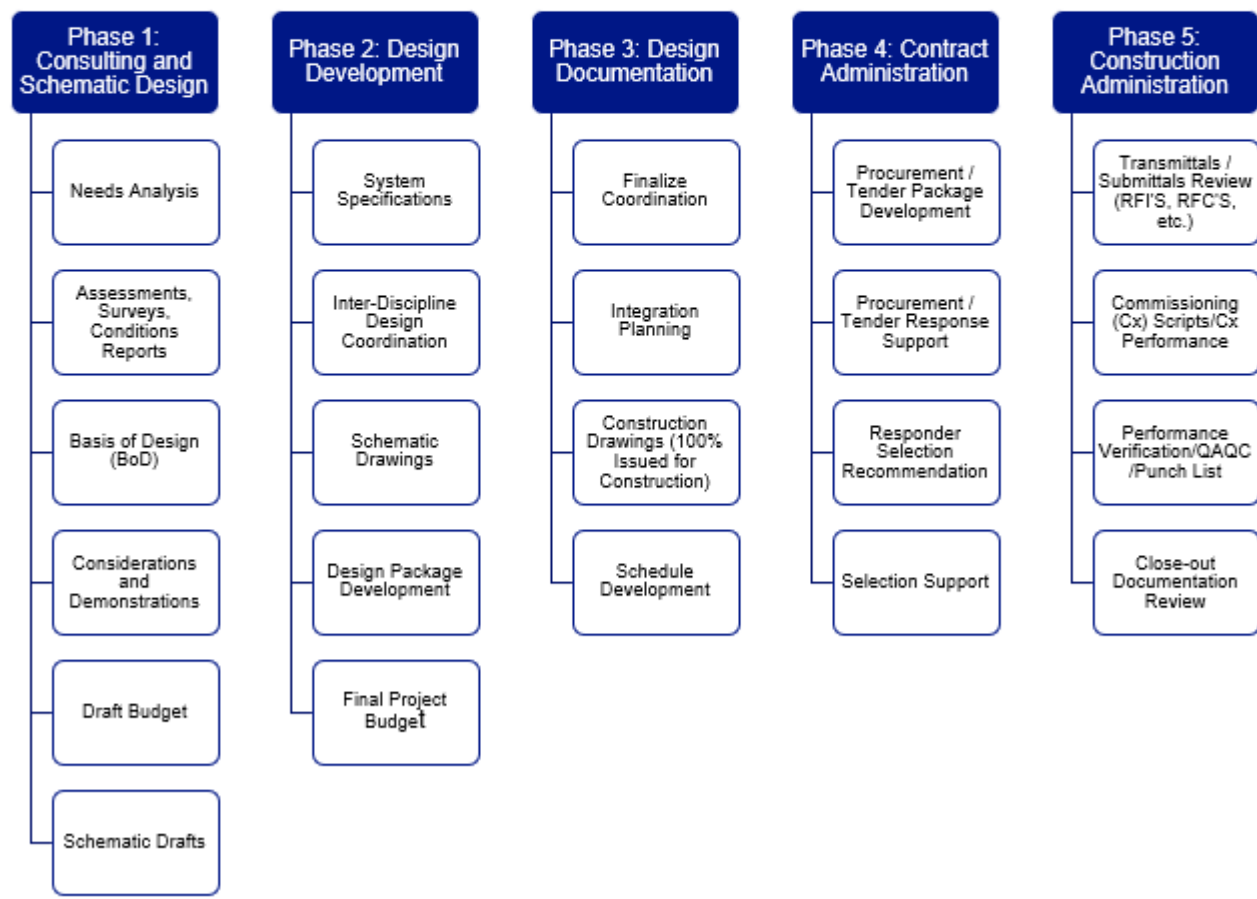 Phase 1:
Consulting and
Schematic Design
Needs Analysis
Assessments,
Surveys,
Conditions
Reports
Basis of Design
(BoD)
Considerations
and
Demonstrations
Draft Budget
Schematic Drafts
Phase 2: Design
Development
System
Specifications
Inter-Discipline
Design
Coordination
Schematic
Drawings
Design Package
Development
Final Project
Budget
Phase 3: Design
Documentation
Finalize
Coordination
Integration
Planning
Construction
Drawings (100%
Issued for
Construction)
Schedule
Development
Phase 4: Contract
Administration
Procurement /
Tender Package
Development
Procurement /
Tender Response
Support
Responder
Selection
Recommendation
Selection Support
Phase 5:
Construction
Administration
Transmittals /
Submittals Review
(RFI'S, RFC'S,
etc.)
Commissioning
(Cx) Scripts/Cx
Performance
Performance
Verification/QAQC
/Punch List
Close-out
Documentation
Review